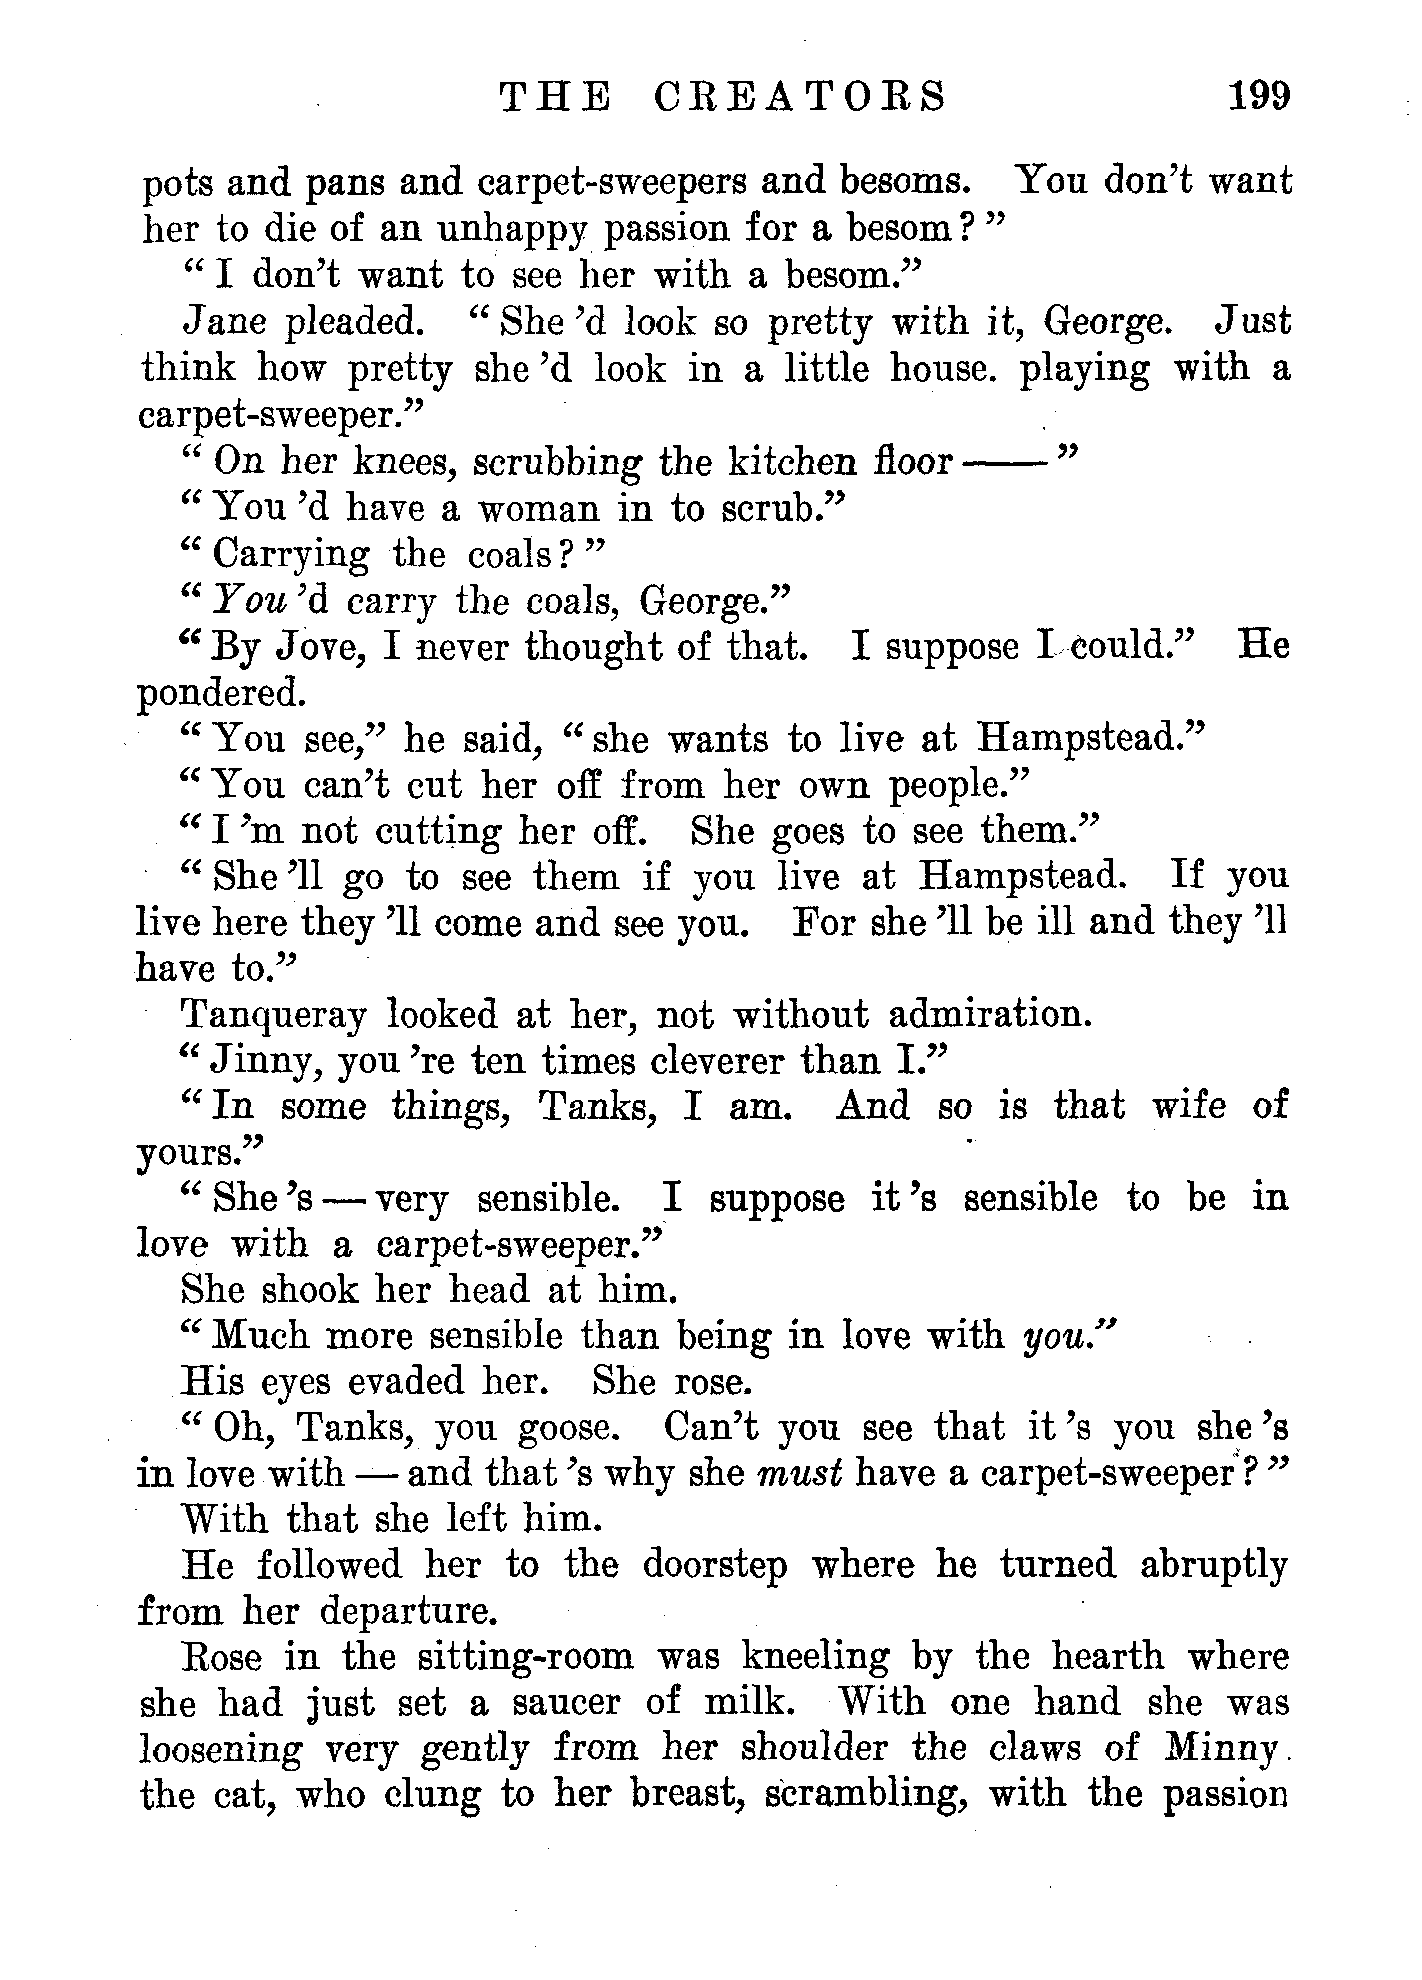 THE CREATORS 199
pots and pans and carpet-sweepers and besoms. You don't want
her to die of an unhappy passion for a besom?"
"I don't want to see her with a besom."
Jane pleaded. "She'd look so pretty with it, George. Just
think how pretty she'd look in a little house. playing with a
carpet-sweeper."
"On her knees, scrubbing the kitchen floor——"
"You'd have a woman in to scrub."
"Carrying the coals?"
"You'd carry the coals, George."
"By Jove, I never thought of that. I suppose I could." He
pondered.
"You see," he said, "she wants to live at Hampstead."
"You can't cut her off from her own people."
"I'm not cutting her off. She goes to see them."
"She'll go to see them if you live at Hampstead. If you
live here they'll come and see you. For she'll be ill and they'll
have to."
Tanqueray looked at her, not without admiration.
"Jinny, you're ten times cleverer than I."
"In some things, Tanks, I am. And so is that wife of
yours."
"She's—very sensible. I suppose it's sensible to be in
love with a carpet-sweeper."
She shook her head at him.
"Much more sensible than being in love with you."
His eyes evaded her. She rose.
"Oh, Tanks, you goose. Can't you see that it's you she's
in love with—and that's why she must have a carpet-sweeper?"
With that she left him.
He followed her to the doorstep where he turned abruptly
from her departure.
Rose in the sitting-room was kneeling by the hearth where
she had just set a saucer of milk. With one hand she was
loosening very gently from her shoulder the claws of Minny.
the cat, who clung to her breast, scrambling, with the passion